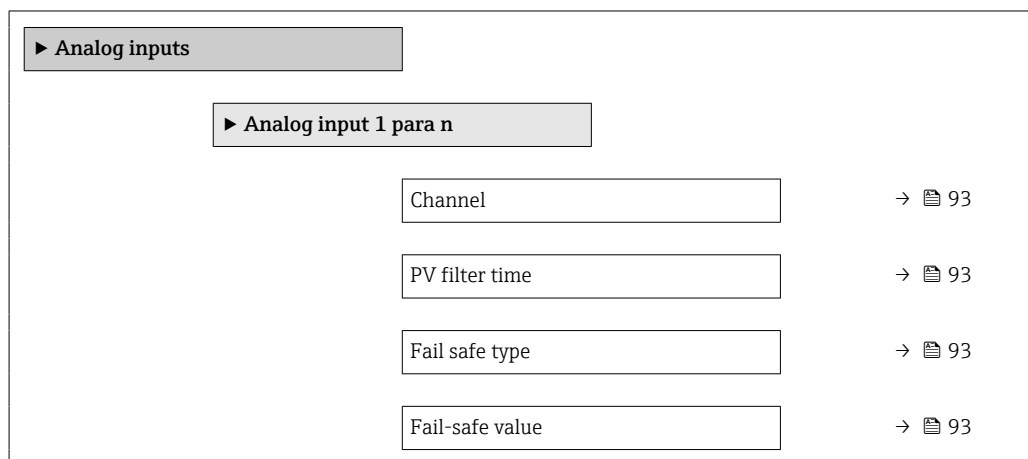 ▶ Analog inputs
▶ Analog input 1 para n
Channel → 93
PV filter time → 93
Fail safe type → 93
Fail-safe value → 93